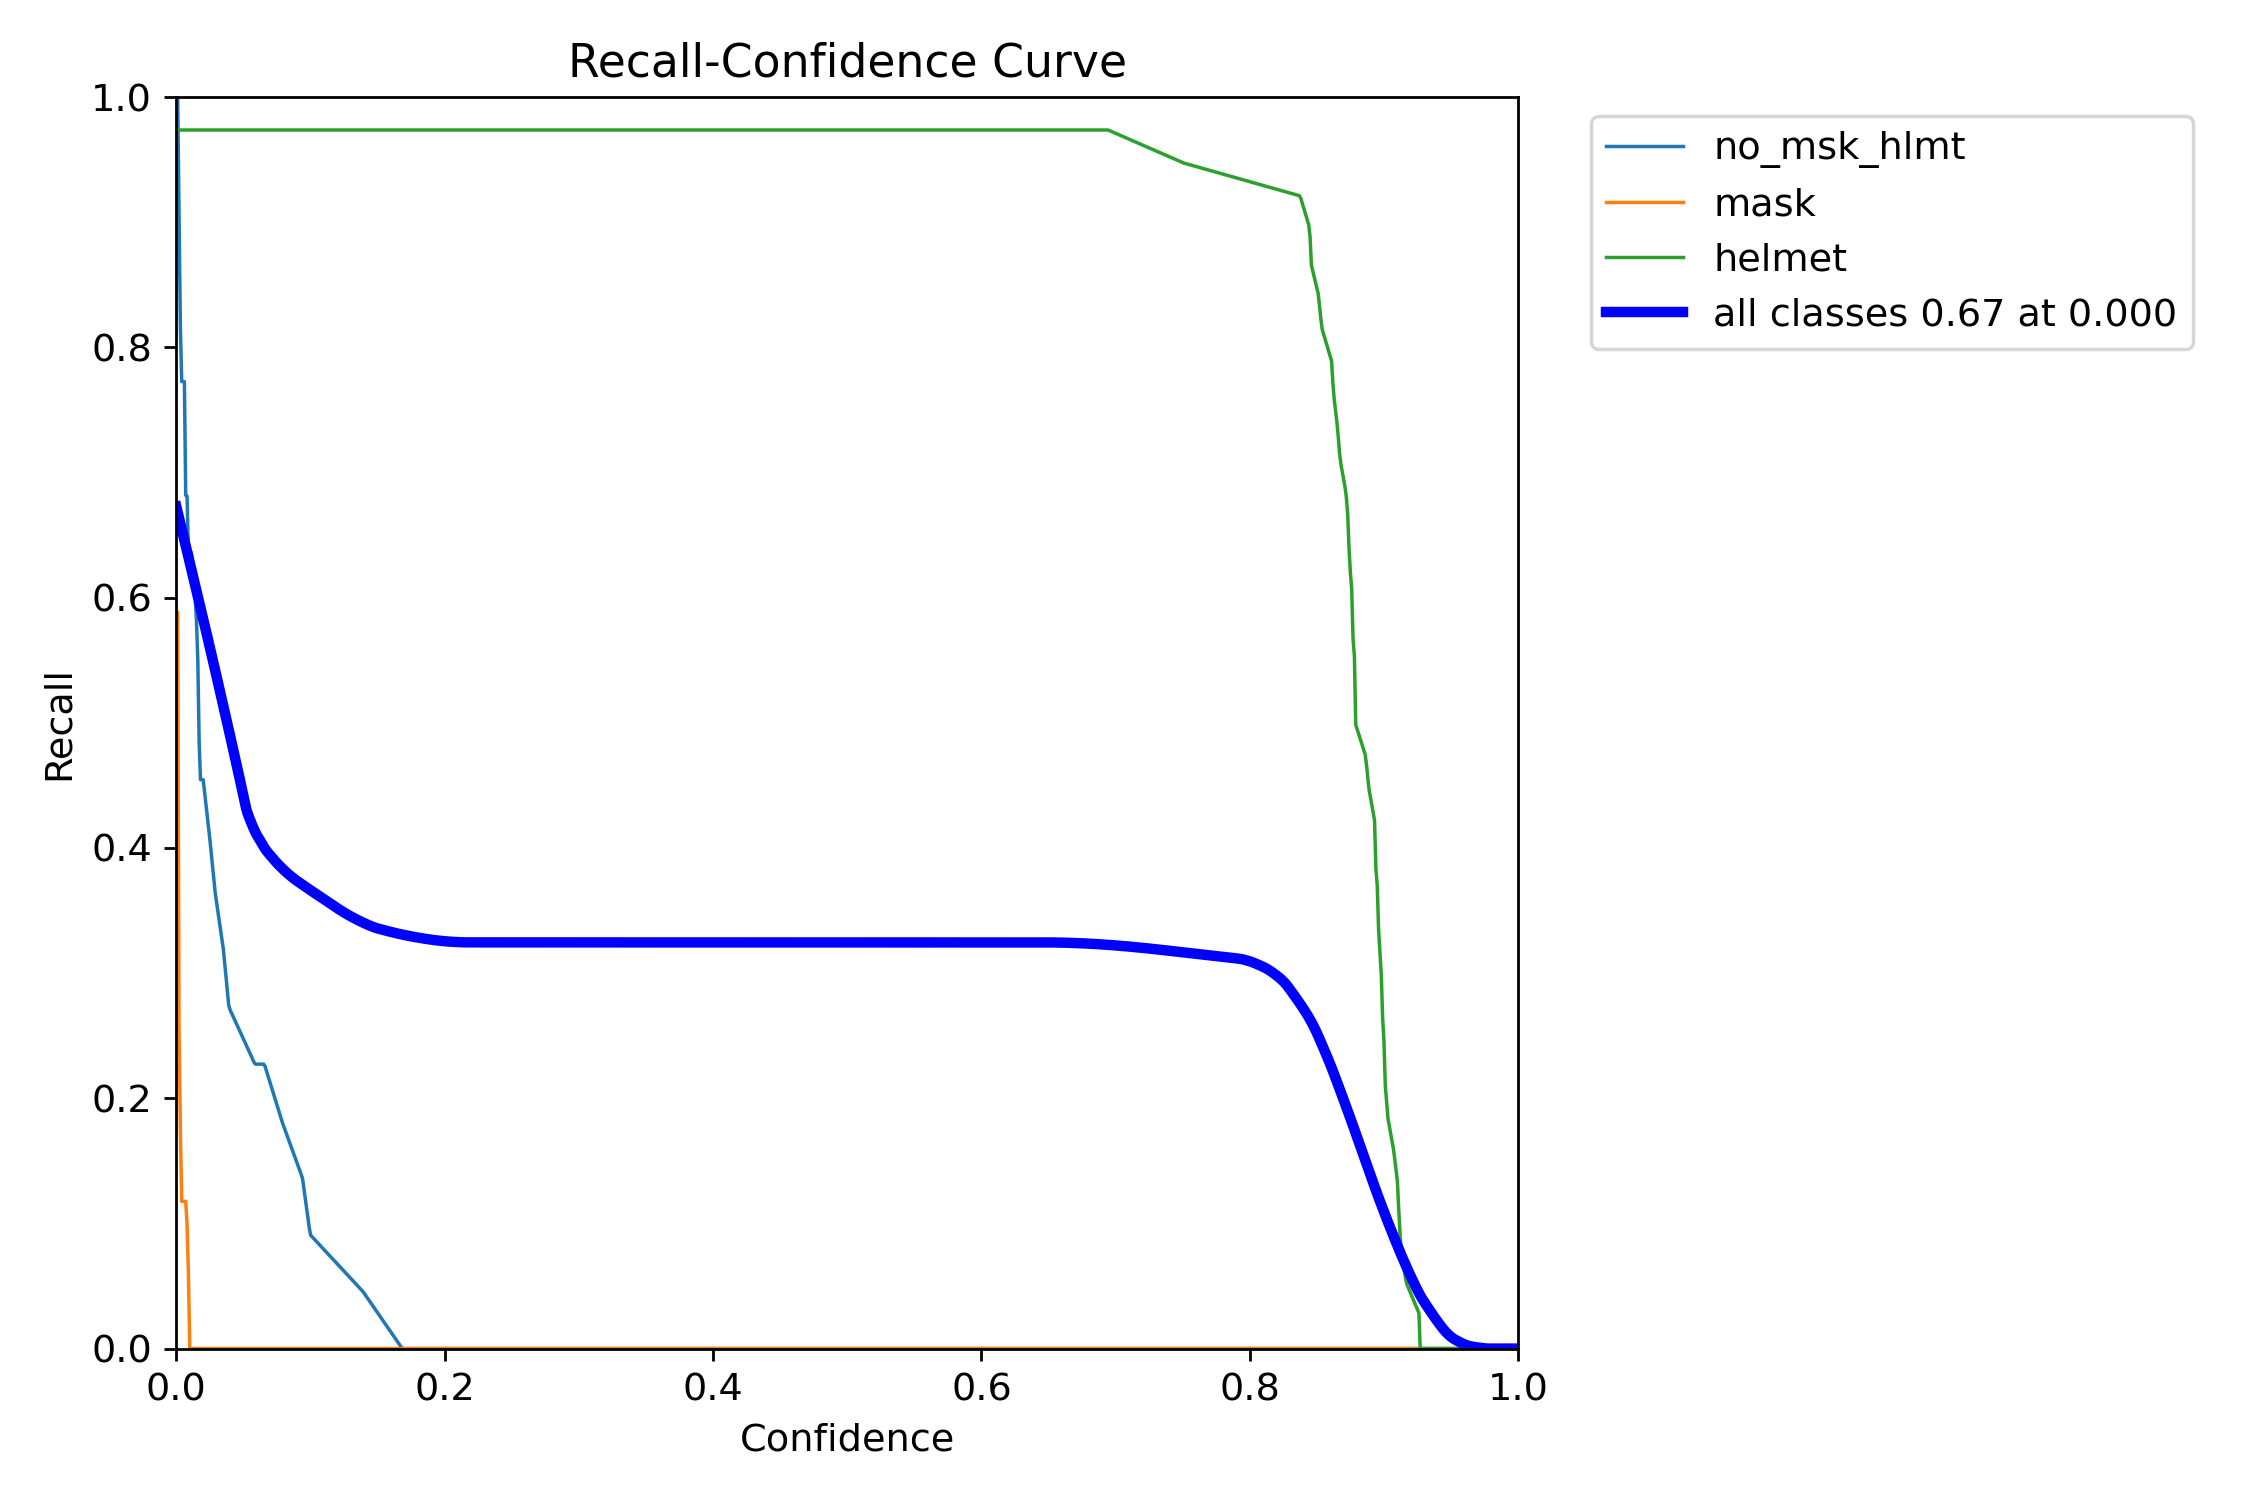 Recall-Confidence Curve
1.0
0.8
0.6
0.4
0.2
0.0
Recall
0.0 0.2 0.4 0.6 0.8 1.0
Confidence
no_msk_hlmt
mask
helmet
all classes 0.67 at 0.000